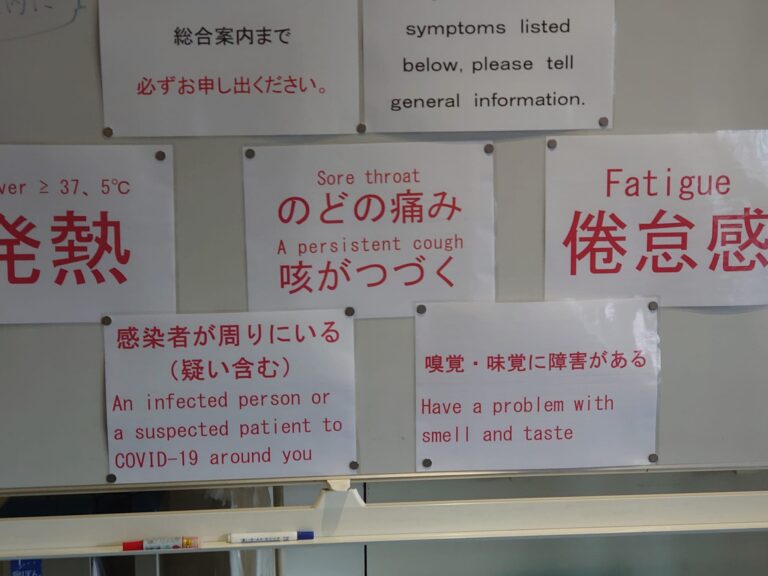 総合案内まで
必ずお申し出ください。
symptoms listed
below, please tell
general information.
ver ≥ 37、5℃
発熱
Sore throat
のどの痛み
A persistent cough
咳がつづく
Fatigue
倦怠感
感染者が周りにいる
（疑い含む）
An infected person or
a suspected patient to
COVID-19 around you
嗅覚・味覚に障害がある
Have a problem with
smell and taste